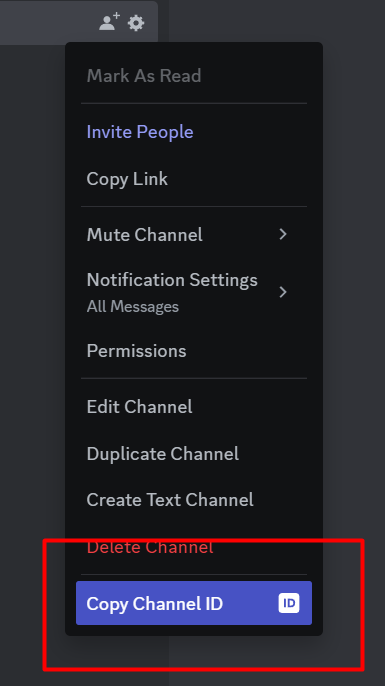 Mark As Read
Invite People
Copy Link
Mute Channel
Notification Settings
All Messages
Permissions
Edit Channel
Duplicate Channel
Create Text Channel
Delete Channel
Copy Channel ID
ID